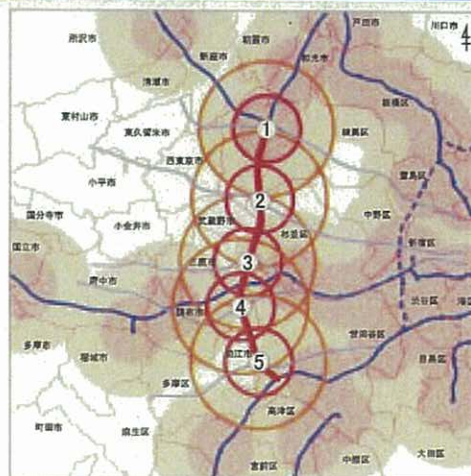 戸田市
川口市
所沢市
朝霞市
4
新座市
和光市
清瀬市
板橋区
1
東村山市
東久留米市
練馬区
西東京市
小平市
豊島区
2
国分寺市
武蔵野市
中野区
小金井市
杉並区
国立市
新宿区
三鷹市
3
府中市
渋谷区
港区
4
調布市
世田谷区
多摩市
稲城市
狛江市
5
目黒区
多摩区
高津区
町田市
麻生区
宮前区
中原区
大田区